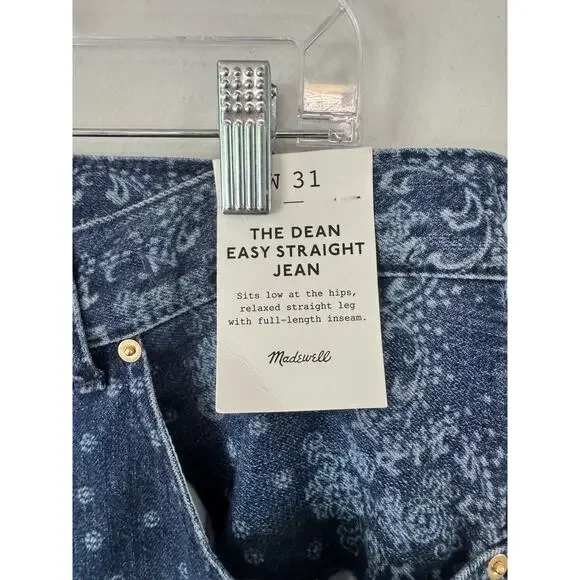 W 31
THE DEAN
EASY STRAIGHT
JEAN
Sits low at the hips,
relaxed straight leg
with full-length inseam.
Madewell